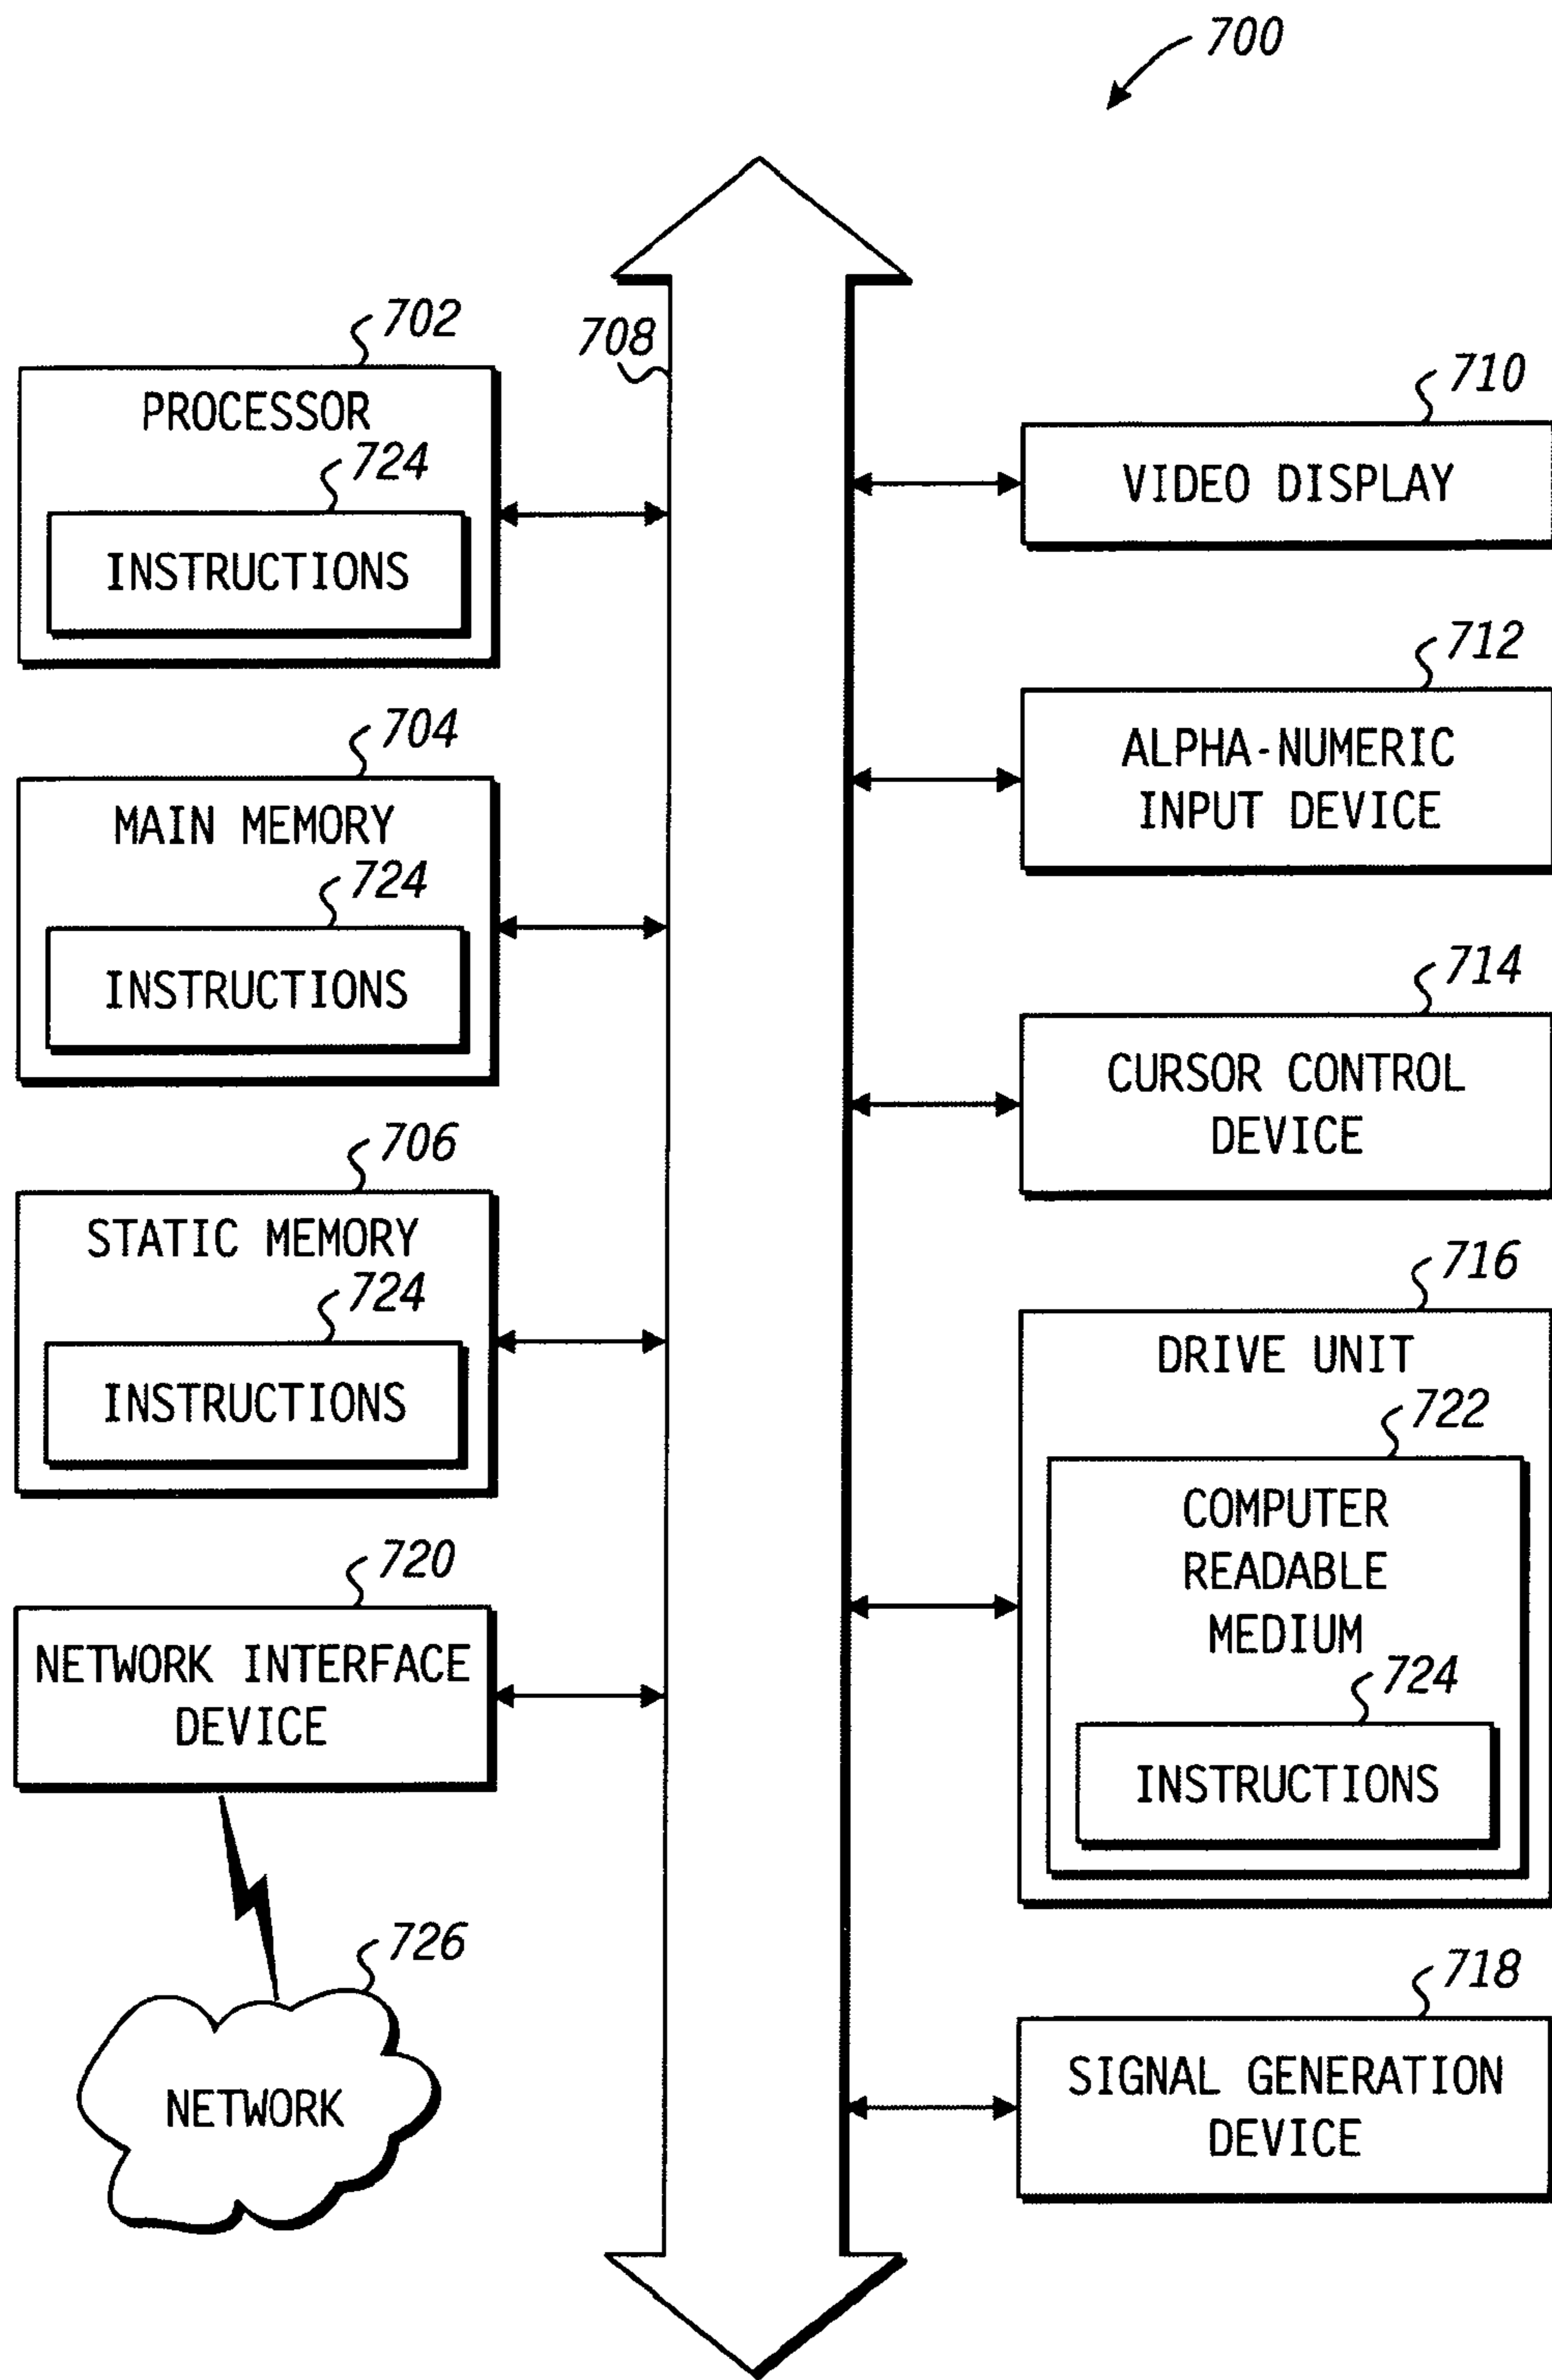 700
702
708
PROCESSOR
724
INSTRUCTIONS
704
MAIN MEMORY
724
INSTRUCTIONS
706
STATIC MEMORY
724
INSTRUCTIONS
720
NETWORK INTERFACE
DEVICE
726
NETWORK
710
VIDEO DISPLAY
712
ALPHA-NUMERIC
INPUT DEVICE
714
CURSOR CONTROL
DEVICE
716
DRIVE UNIT
722
COMPUTER
READABLE
MEDIUM
724
INSTRUCTIONS
718
SIGNAL GENERATION
DEVICE